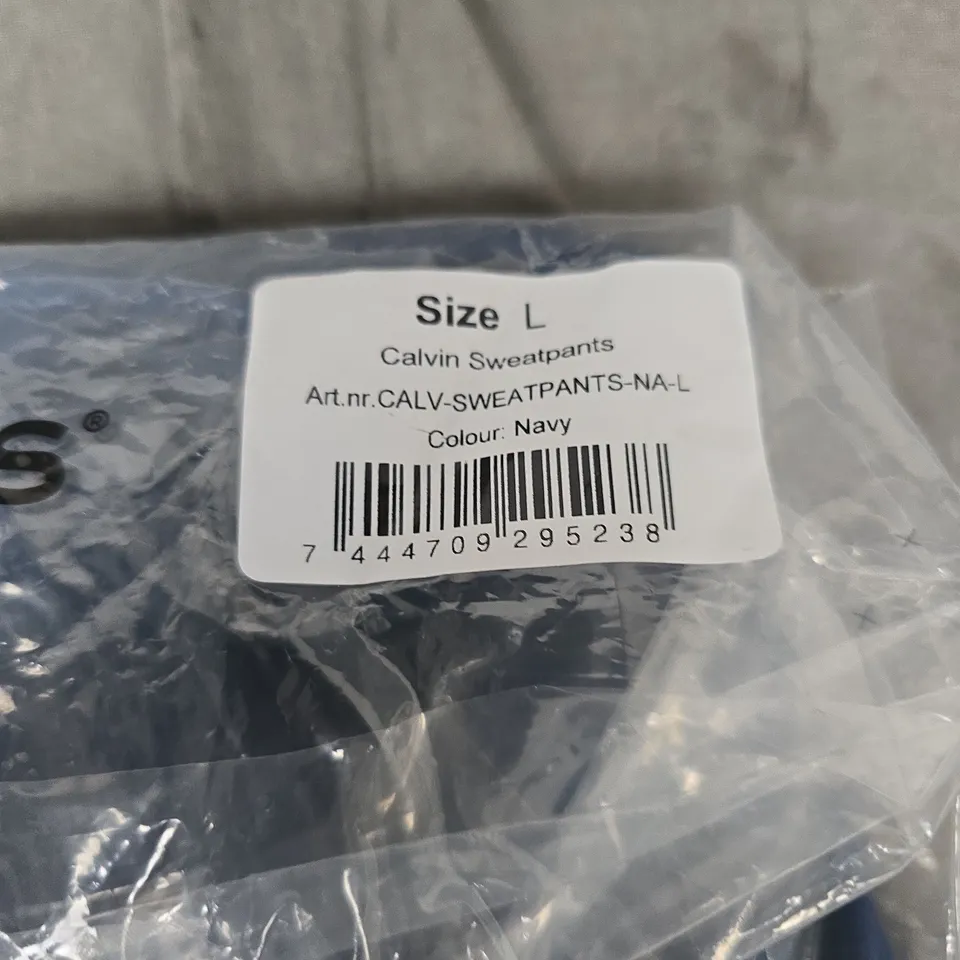 Size L
Calvin Sweatpants
Art.nr.CALV-SWEATPANTS-NA-L
Colour: Navy
7 444709 295238
S®